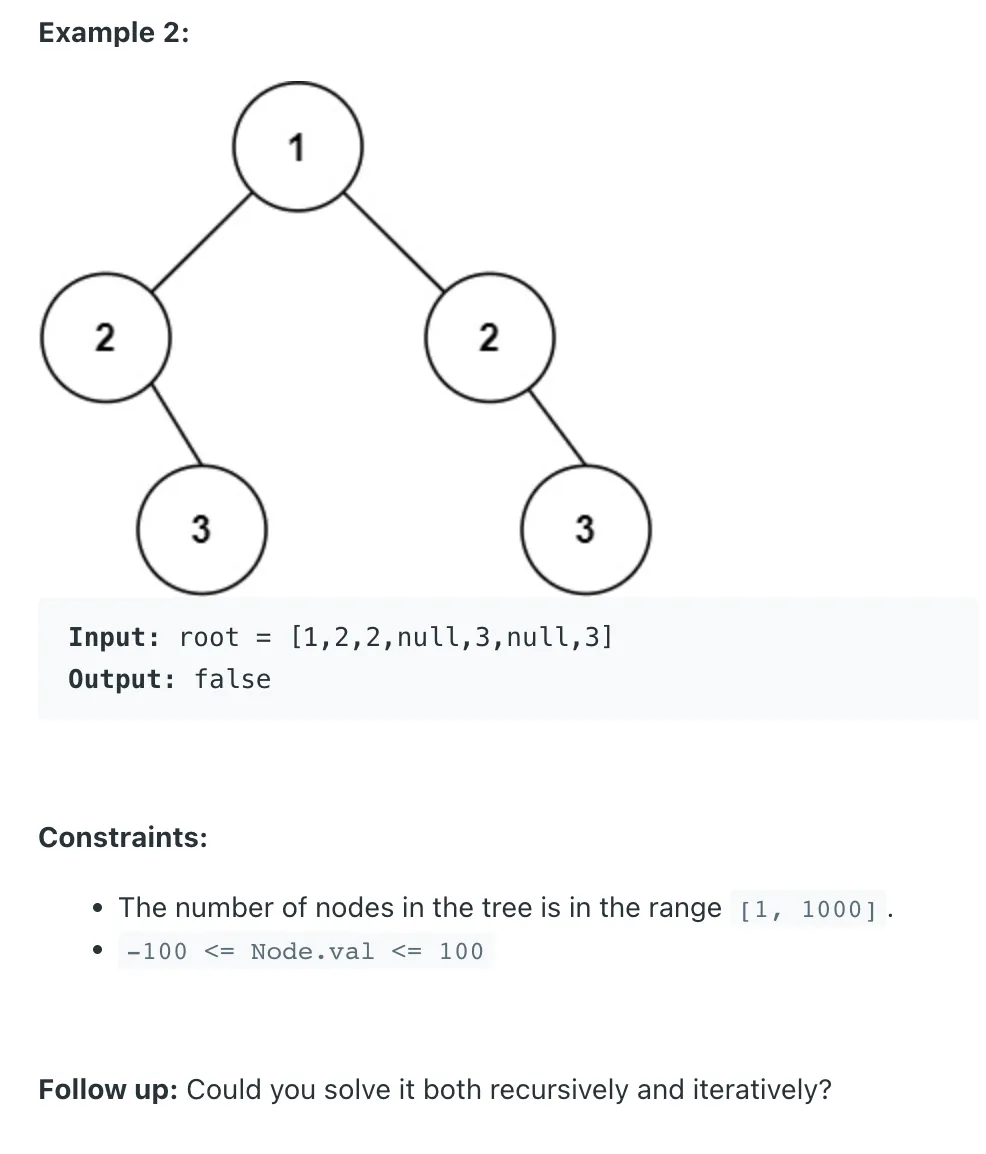 Example 2:
1
2 2
3 3
Input: root = [1,2,2,null,3,null,3]
Output: false
Constraints:
• The number of nodes in the tree is in the range [1, 1000].
• -100 <= Node.val <= 100
Follow up: Could you solve it both recursively and iteratively?